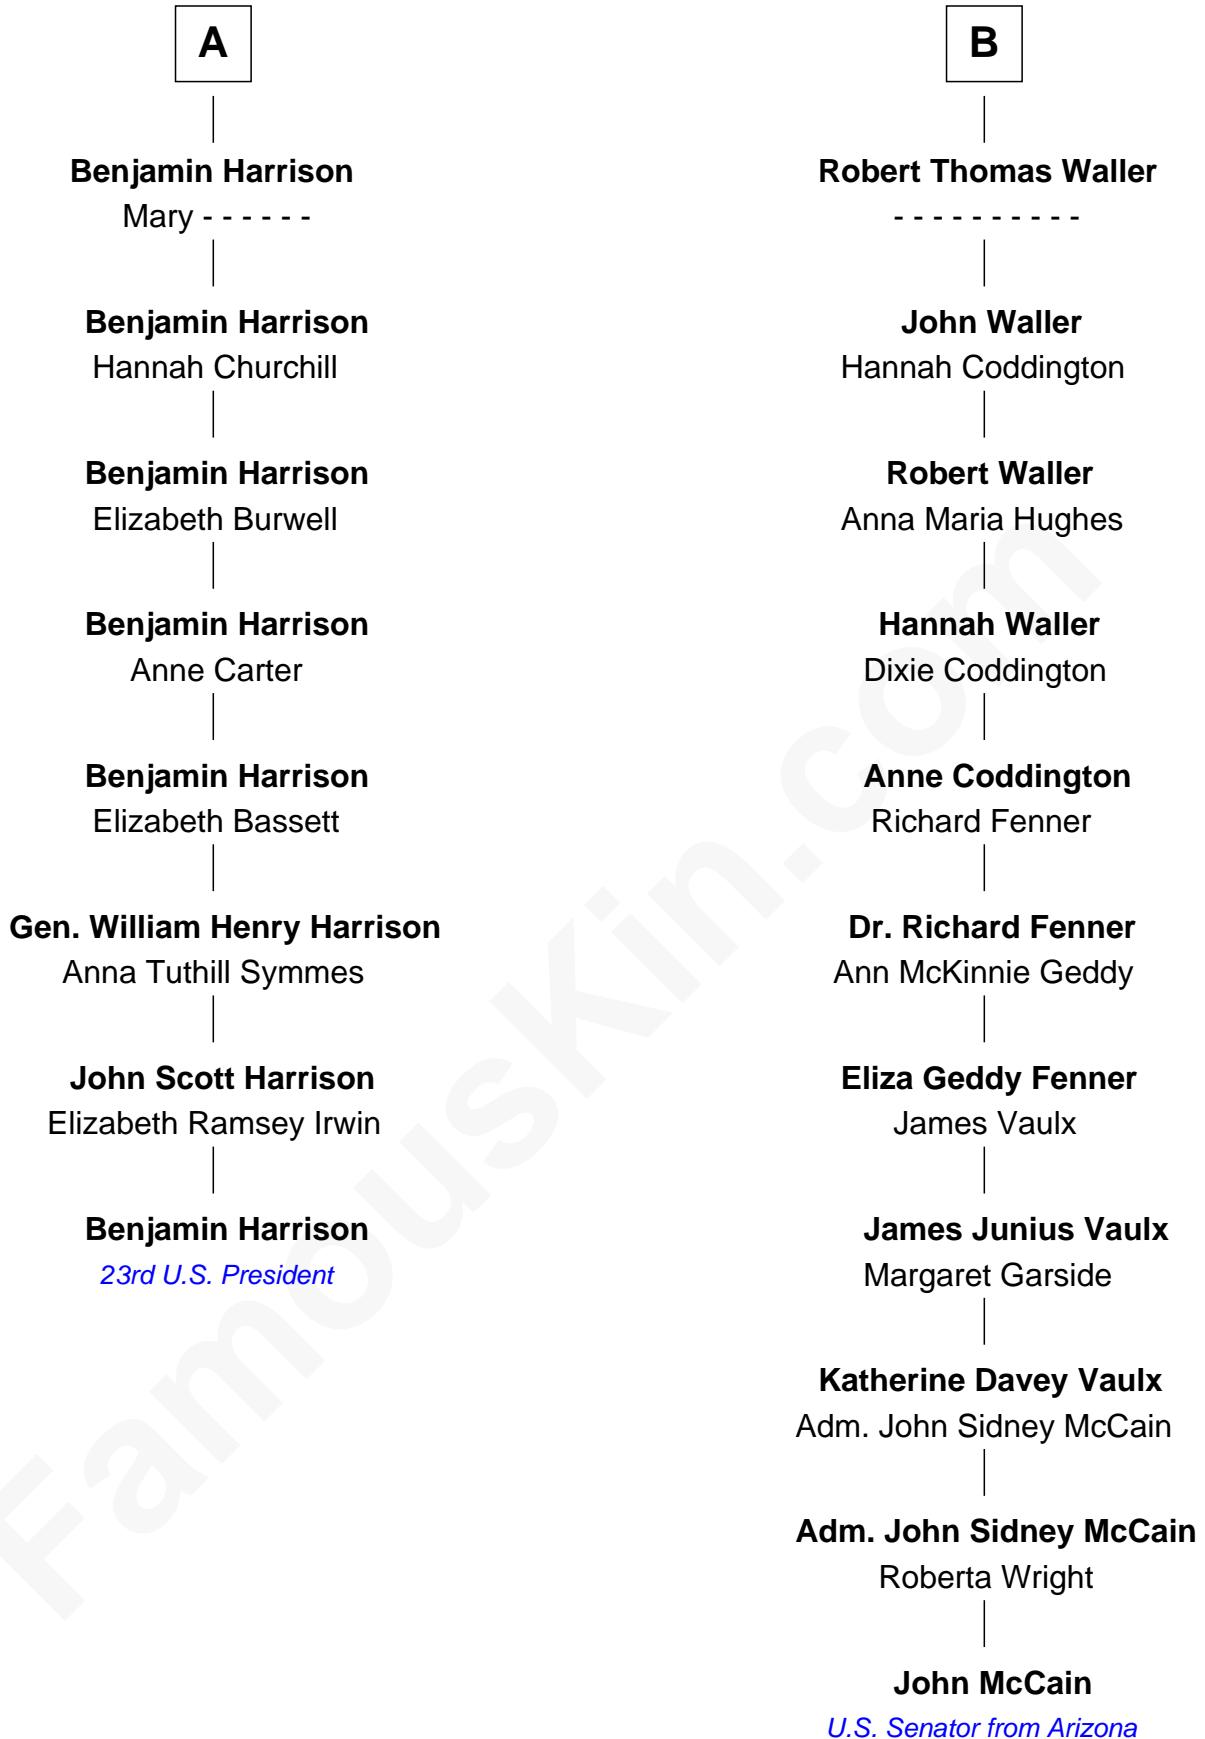 A
Benjamin Harrison
Mary - - - - - -
Benjamin Harrison
Hannah Churchill
Benjamin Harrison
Elizabeth Burwell
Benjamin Harrison
Anne Carter
Benjamin Harrison
Elizabeth Bassett
Gen. William Henry Harrison
Anna Tuthill Symmes
John Scott Harrison
Elizabeth Ramsey Irwin
Benjamin Harrison
23rd U.S. President
B
Robert Thomas Waller
- - - - - - - - - -
John Waller
Hannah Coddington
Robert Waller
Anna Maria Hughes
Hannah Waller
Dixie Coddington
Anne Coddington
Richard Fenner
Dr. Richard Fenner
Ann McKinnie Geddy
Eliza Geddy Fenner
James Vaulx
James Junius Vaulx
Margaret Garside
Katherine Davey Vaulx
Adm. John Sidney McCain
Adm. John Sidney McCain
Roberta Wright
John McCain
U.S. Senator from Arizona
FamousKin.com